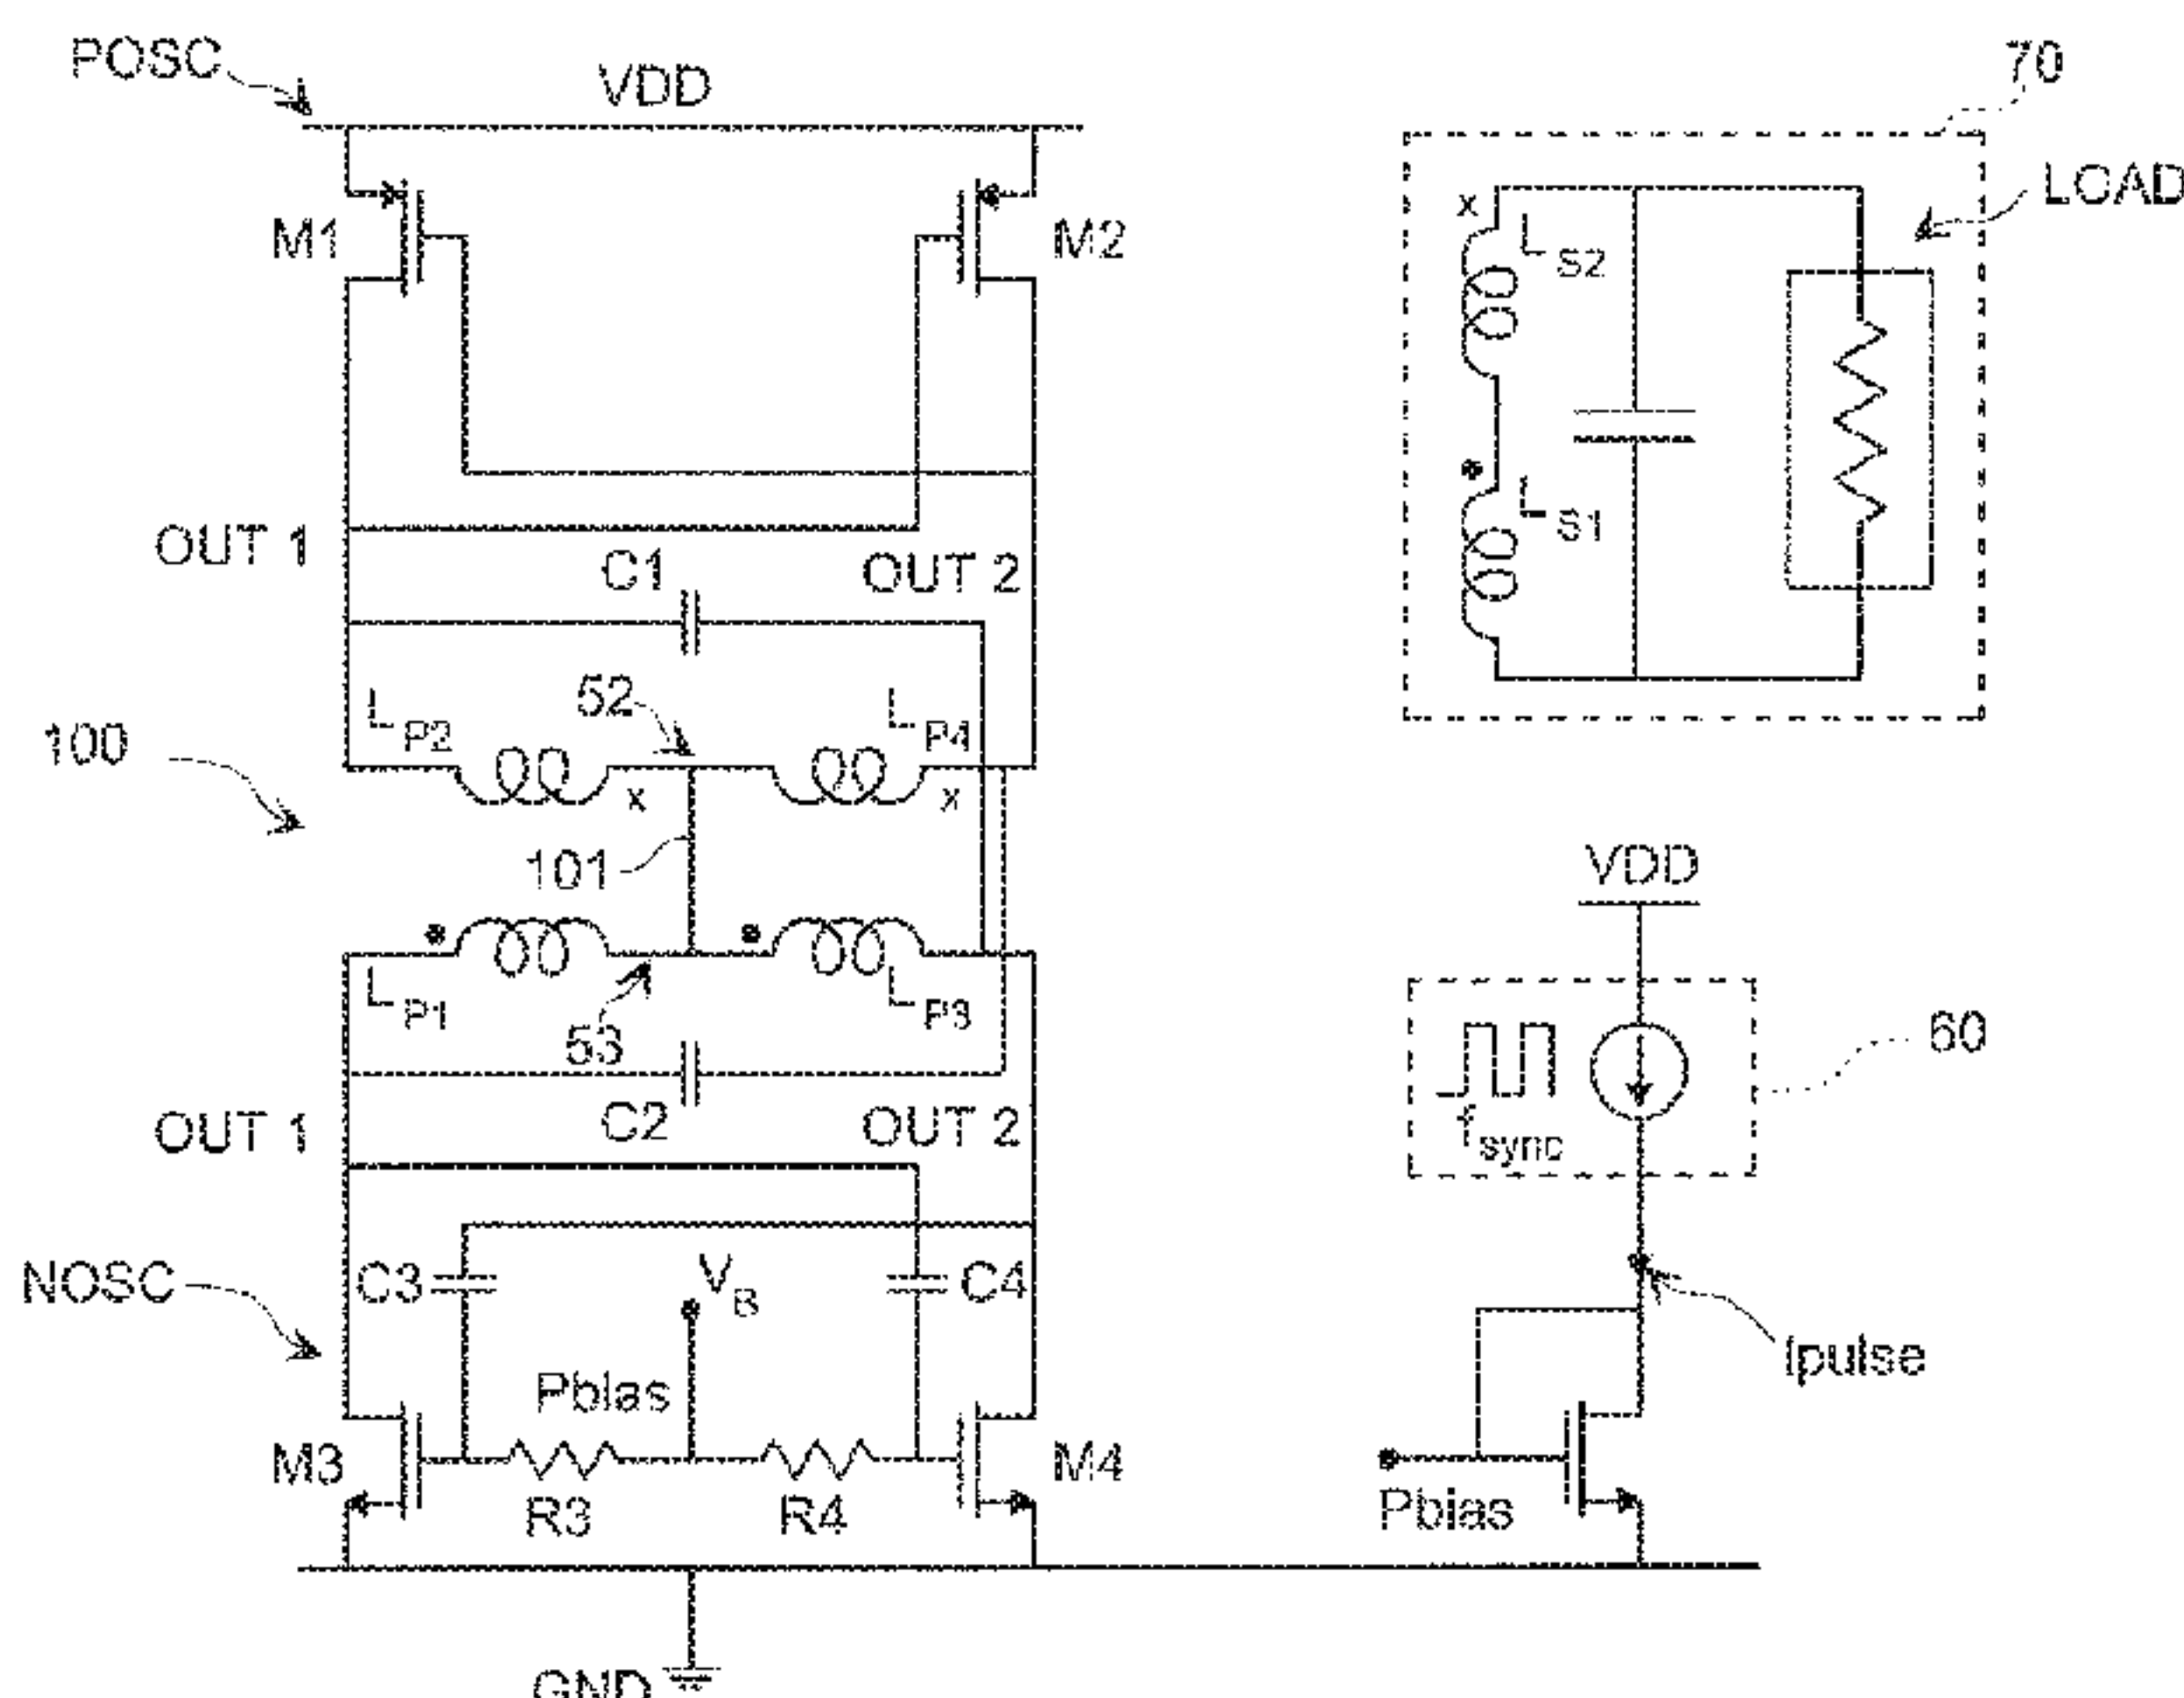 POSC
VDD
70
M1
M2
x
L S2
LOAD
OUT 1
C1
OUT 2
L S1
L P2
52
L P4
100
x
x
101
VDD
L P1
53
L P3
60
f sync
OUT 1
C2
OUT 2
NOSC
C3
V B
C4
Ipulse
Pbias
M3
R3
R4
M4
Pbias
GND